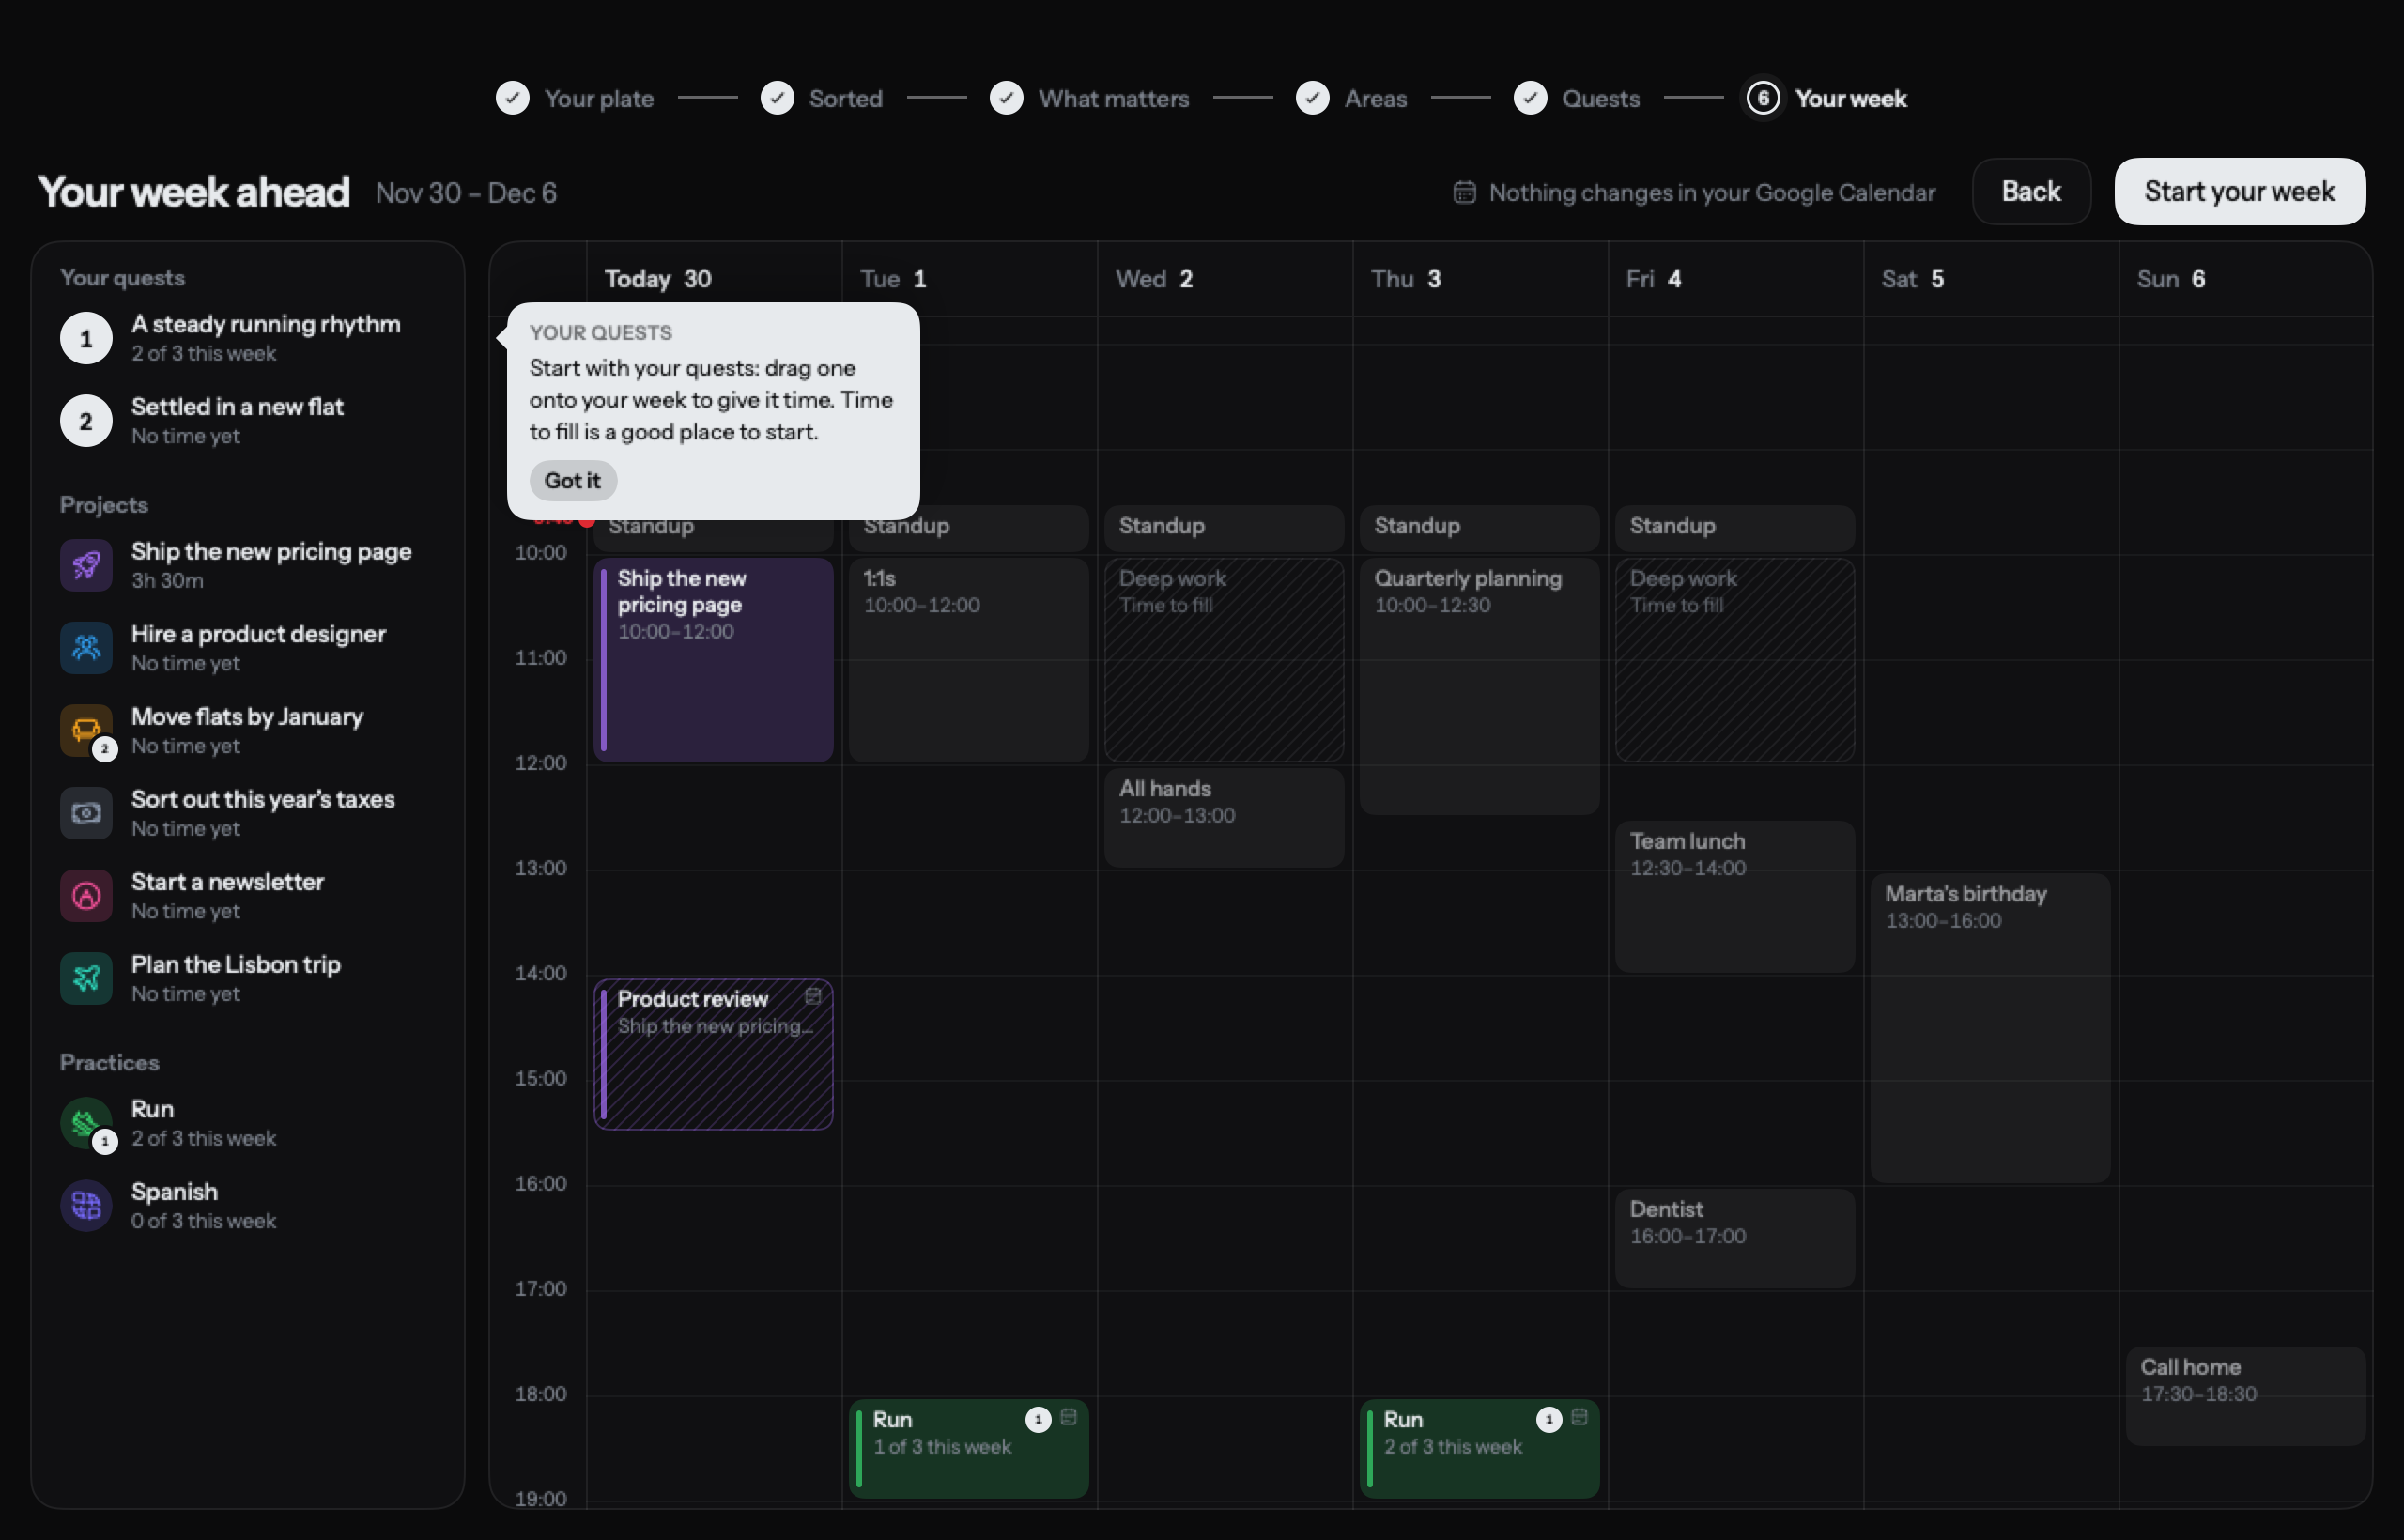 Your plate
Sorted
What matters
Areas
Quests
6 Your week
Your week ahead
Nov 30 – Dec 6
Nothing changes in your Google Calendar
Back
Start your week
Your quests
1
A steady running rhythm
2 of 3 this week
2
Settled in a new flat
No time yet
Projects
Ship the new pricing page
3h 30m
Hire a product designer
No time yet
Move flats by January
2
No time yet
Sort out this year's taxes
No time yet
Start a newsletter
No time yet
Plan the Lisbon trip
No time yet
Practices
Run
1
2 of 3 this week
Spanish
0 of 3 this week
Today 30
Tue 1
Wed 2
Thu 3
Fri 4
Sat 5
Sun 6
YOUR QUESTS
Start with your quests: drag one
onto your week to give it time. Time
to fill is a good place to start.
Got it
10:00
11:00
12:00
13:00
14:00
15:00
16:00
17:00
18:00
19:00
Standup
Ship the new
pricing page
10:00–12:00
Product review
Ship the new pricing...
Standup
1:1s
10:00–12:00
Run
1
1 of 3 this week
Standup
Deep work
Time to fill
All hands
12:00–13:00
Standup
Quarterly planning
10:00–12:30
Run
1
2 of 3 this week
Standup
Deep work
Time to fill
Team lunch
12:30–14:00
Dentist
16:00–17:00
Marta's birthday
13:00–16:00
Call home
17:30–18:30